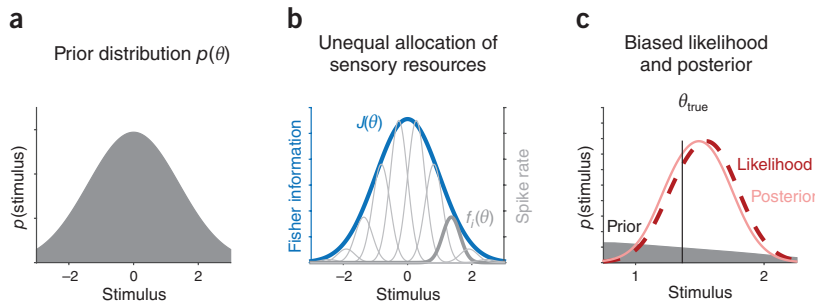 a
Prior distribution p(θ)
p(stimulus)
−2 0 2
Stimulus
b
Unequal allocation of
sensory resources
Fisher information
J(θ)
f_i(θ)
Spike rate
−2 0 2
Stimulus
c
Biased likelihood
and posterior
θtrue
p(stimulus)
Likelihood
Posterior
Prior
1 2
Stimulus